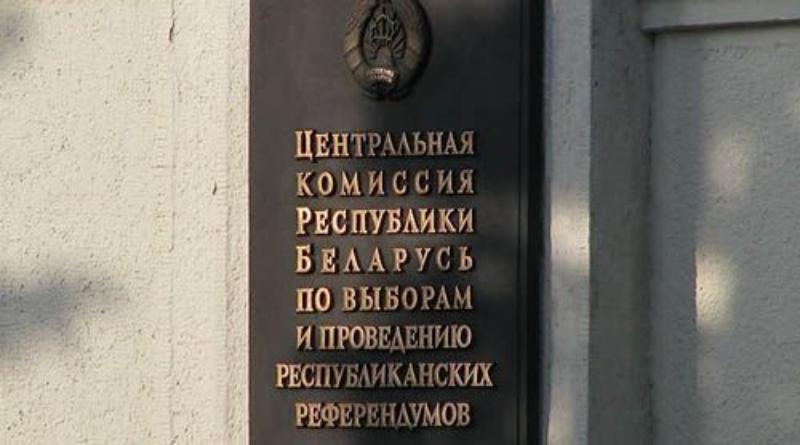 Центральная
комиссия
Республики
Беларусь
по выборам
и проведению
республиканских
референдумов